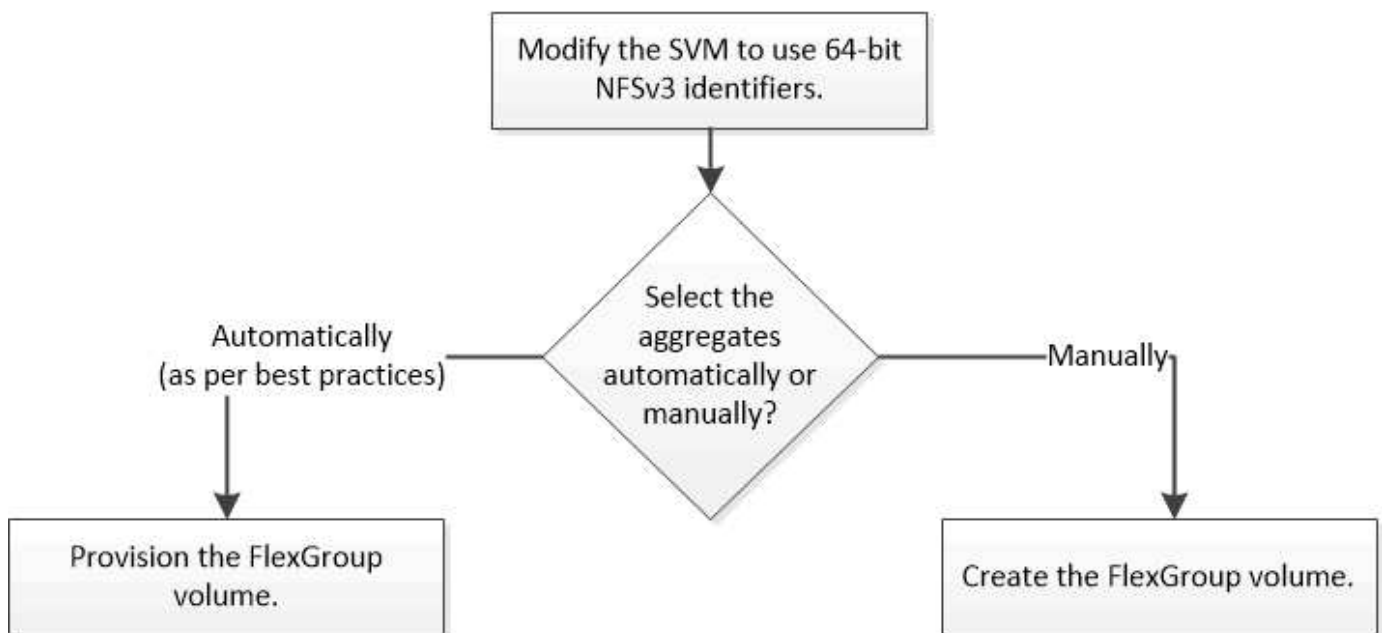 Modify the SVM to use 64-bit
NFSv3 identifiers.
Select the
aggregates
automatically or
manually?
Automatically
(as per best practices)
Manually
Provision the FlexGroup
volume.
Create the FlexGroup volume.